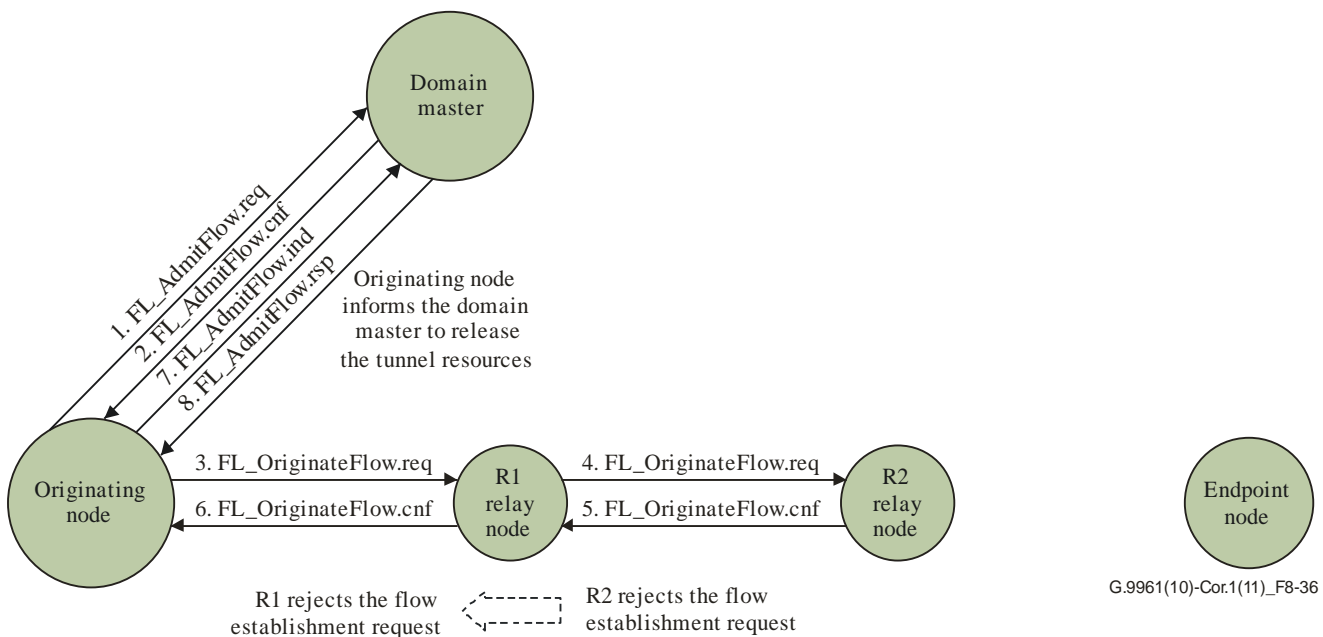 Domain
master
1. FL_AdmitFlow.req
2. FL_AdmitFlow.cnf
7. FL_AdmitFlow.ind
8. FL_AdmitFlow.rsp
Originating node
informs the domain
master to release
the tunnel resources
Originating
node
3. FL_OriginateFlow.req
6. FL_OriginateFlow.cnf
R1
relay
node
4. FL_OriginateFlow.req
5. FL_OriginateFlow.cnf
R2
relay
node
Endpoint
node
G.9961(10)-Cor.1(11)_F8-36
R1 rejects the flow
establishment request
R2 rejects the flow
establishment request